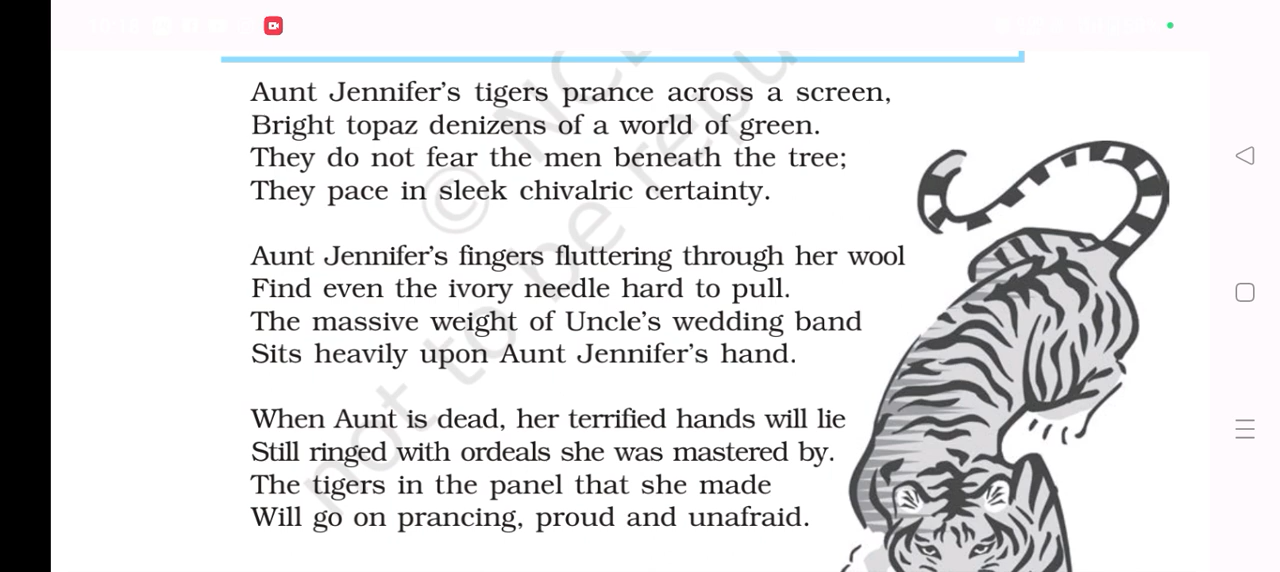 Aunt Jennifer's tigers prance across a screen,
Bright topaz denizens of a world of green.
They do not fear the men beneath the tree;
They pace in sleek chivalric certainty.
Aunt Jennifer's fingers fluttering through her wool
Find even the ivory needle hard to pull.
The massive weight of Uncle's wedding band
Sits heavily upon Aunt Jennifer's hand.
When Aunt is dead, her terrified hands will lie
Still ringed with ordeals she was mastered by.
The tigers in the panel that she made
Will go on prancing, proud and unafraid.
©
not to be